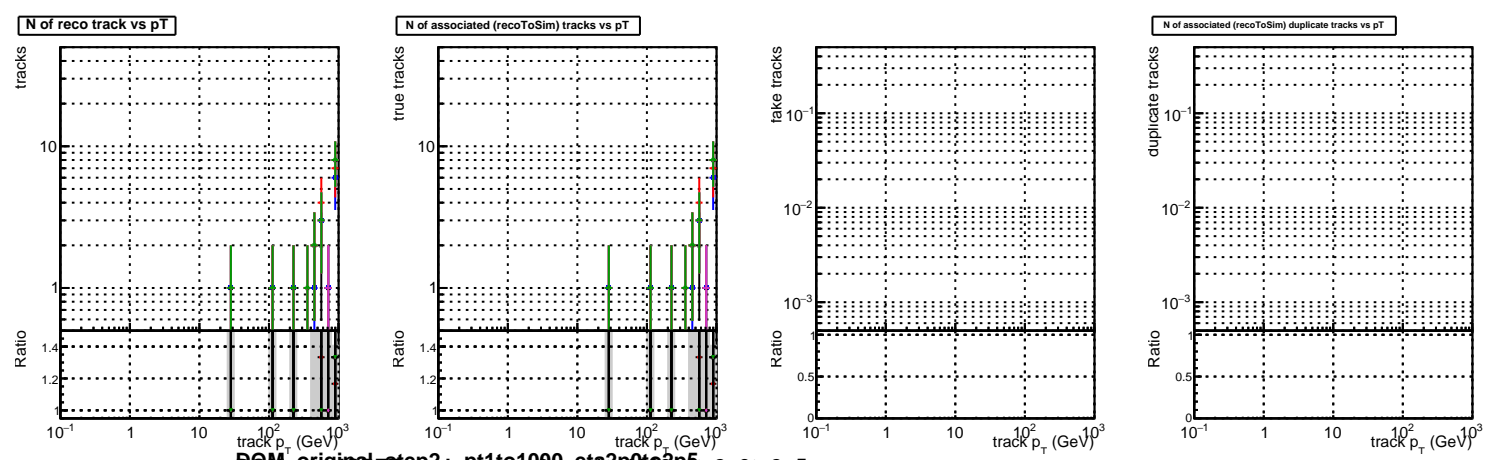 N of reco track vs pT
tracks
10
1
Ratio
1.4
1.2
1
10⁻¹ 1 10 10² 10³
track p_T (GeV)
N of associated (recoToSim) tracks vs pT
true tracks
10
1
Ratio
1.4
1.2
1
10⁻¹ 1 10 10² 10³
track p_T (GeV)
fake tracks
10⁻¹
10⁻²
10⁻³
Ratio
1
0.5
0
10⁻¹ 1 10 10² 10³
track p_T (GeV)
N of associated (recoToSim) duplicate tracks vs pT
duplicate tracks
10⁻¹
10⁻²
10⁻³
Ratio
1
0.5
0
10⁻¹ 1 10 10² 10³
track p_T (GeV)